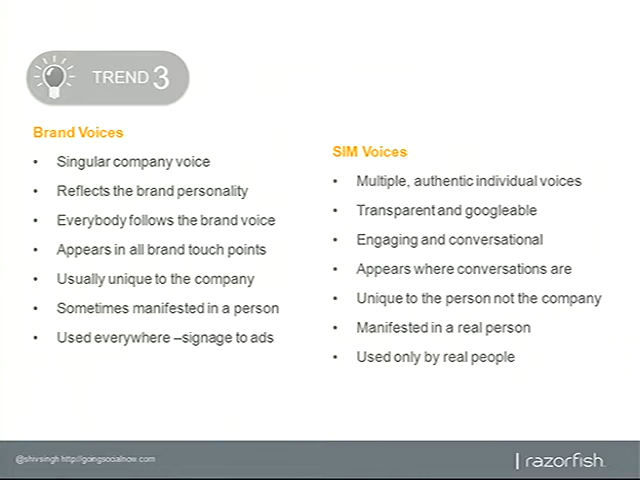 TREND 3
Brand Voices
• Singular company voice
• Reflects the brand personality
• Everybody follows the brand voice
• Appears in all brand touch points
• Usually unique to the company
• Sometimes manifested in a person
• Used everywhere –signage to ads
SIM Voices
• Multiple, authentic individual voices
• Transparent and googleable
• Engaging and conversational
• Appears where conversations are
• Unique to the person not the company
• Manifested in a real person
• Used only by real people
@shivsingh http://goingsocialnow.com
razorfish.